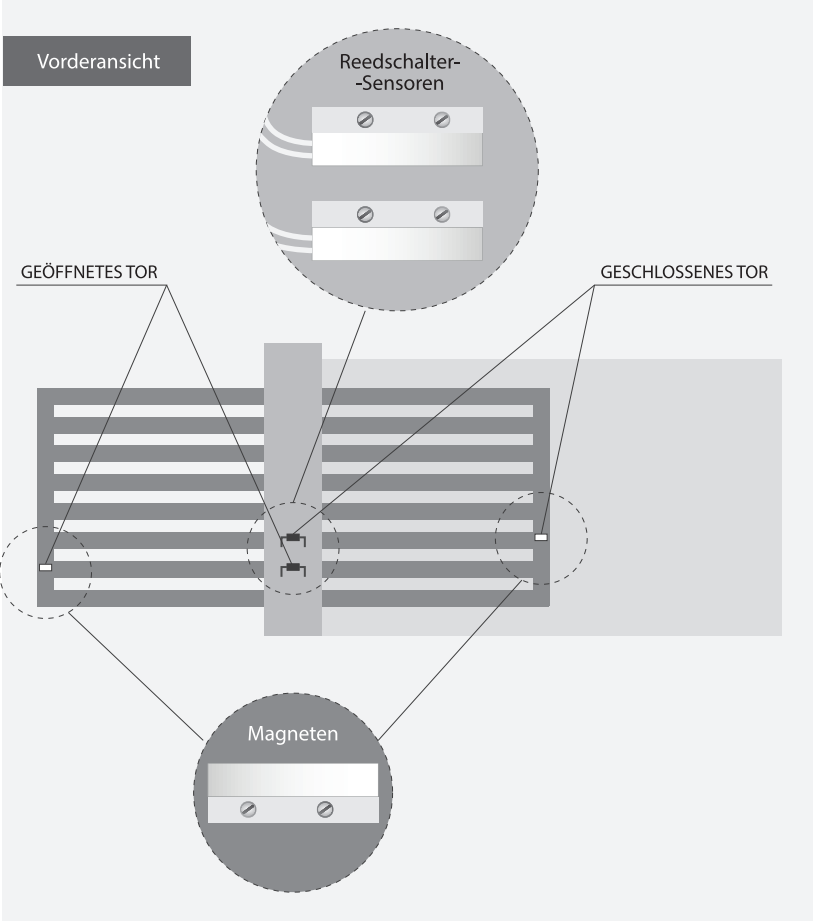 Vorderansicht
Reedschalter-
-Sensoren
GEÖFFNETES TOR
GESCHLOSSENES TOR
Magneten